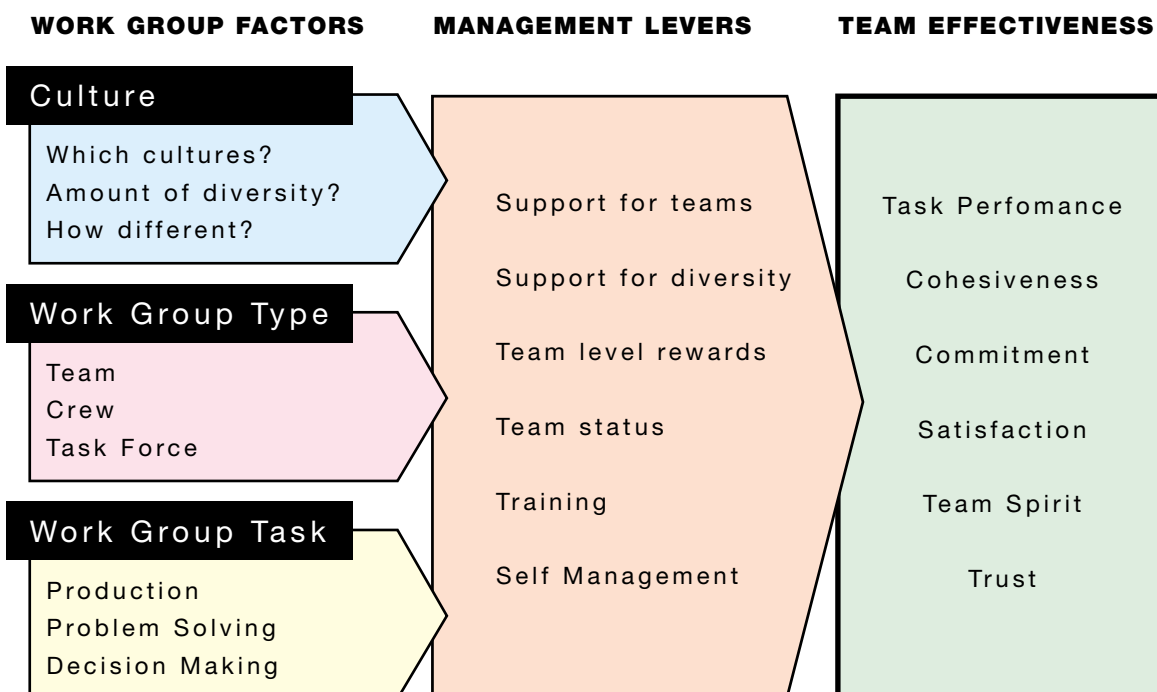 WORK GROUP FACTORS
MANAGEMENT LEVERS
TEAM EFFECTIVENESS
Culture
Which cultures?
Amount of diversity?
How different?
Work Group Type
Team
Crew
Task Force
Work Group Task
Production
Problem Solving
Decision Making
Support for teams
Support for diversity
Team level rewards
Team status
Training
Self Management
Task Perfomance
Cohesiveness
Commitment
Satisfaction
Team Spirit
Trust